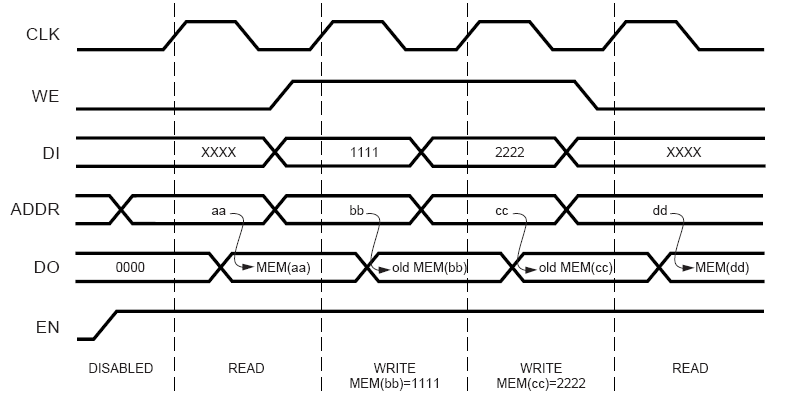 CLK
WE
DI XXXX 1111 2222 XXXX
ADDR aa bb cc dd
DO 0000 MEM(aa) old MEM(bb) old MEM(cc) MEM(dd)
EN
DISABLED READ WRITE WRITE READ
MEM(bb)=1111 MEM(cc)=2222